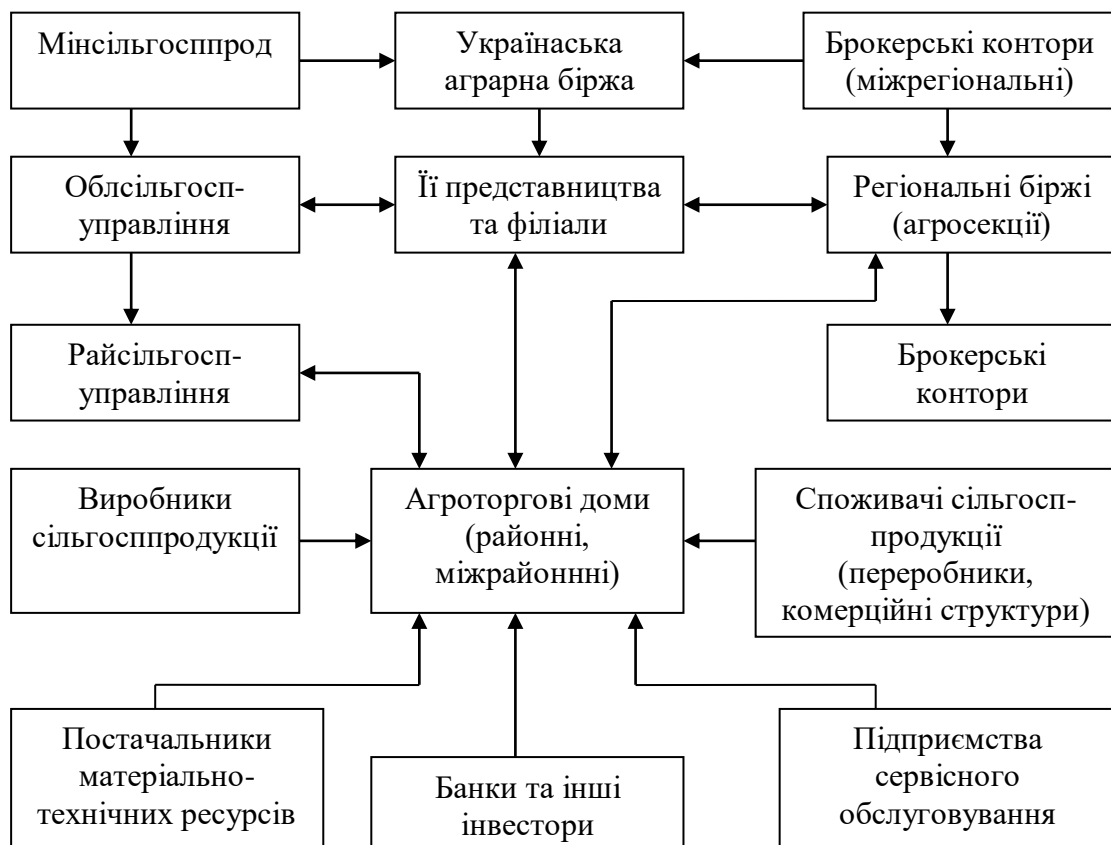 Мінсільгосппрод
Українаська
аграрна біржа
Брокерські контори
(міжрегіональні)
Облсільгосп-
управління
Її представництва
та філіали
Регіональні біржі
(агросекції)
Райсільгосп-
управління
Брокерські
контори
Виробники
сільгосппродукції
Агроторгові доми
(районні,
міжрайоннні)
Споживачі сільгосп-
продукції
(переробники,
комерційні структури)
Постачальники
матеріально-
технічних ресурсів
Банки та інші
інвестори
Підприємства
сервісного
обслуговування